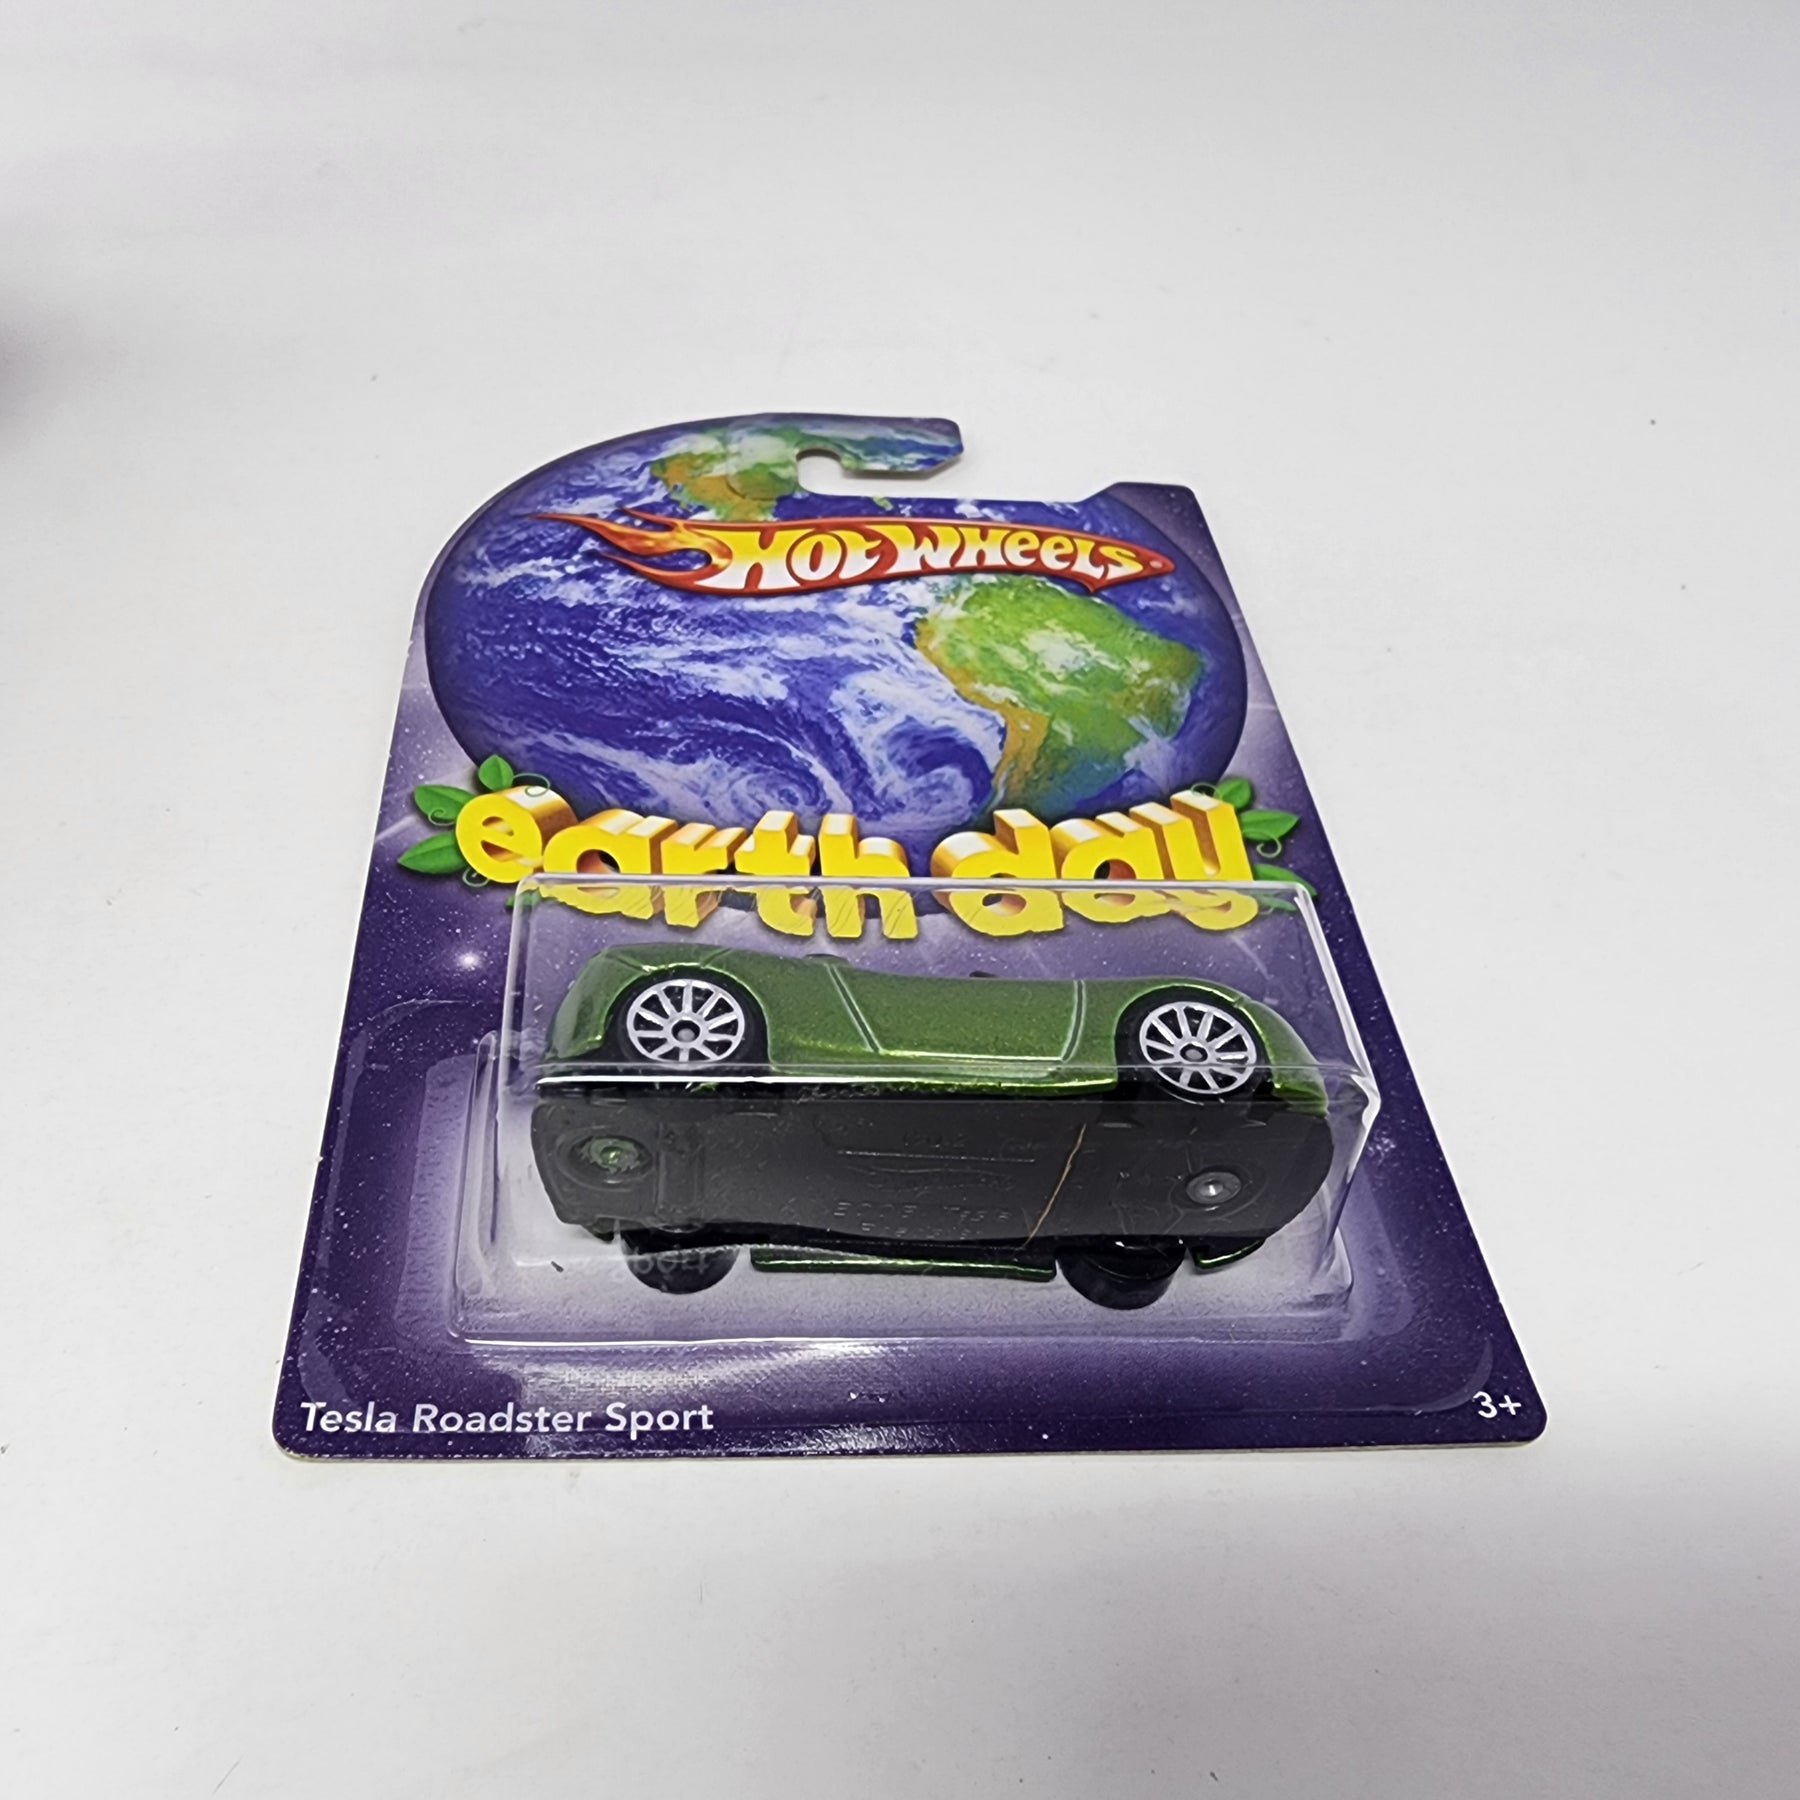 Hot Wheels
earth day
Tesla Roadster Sport
3+